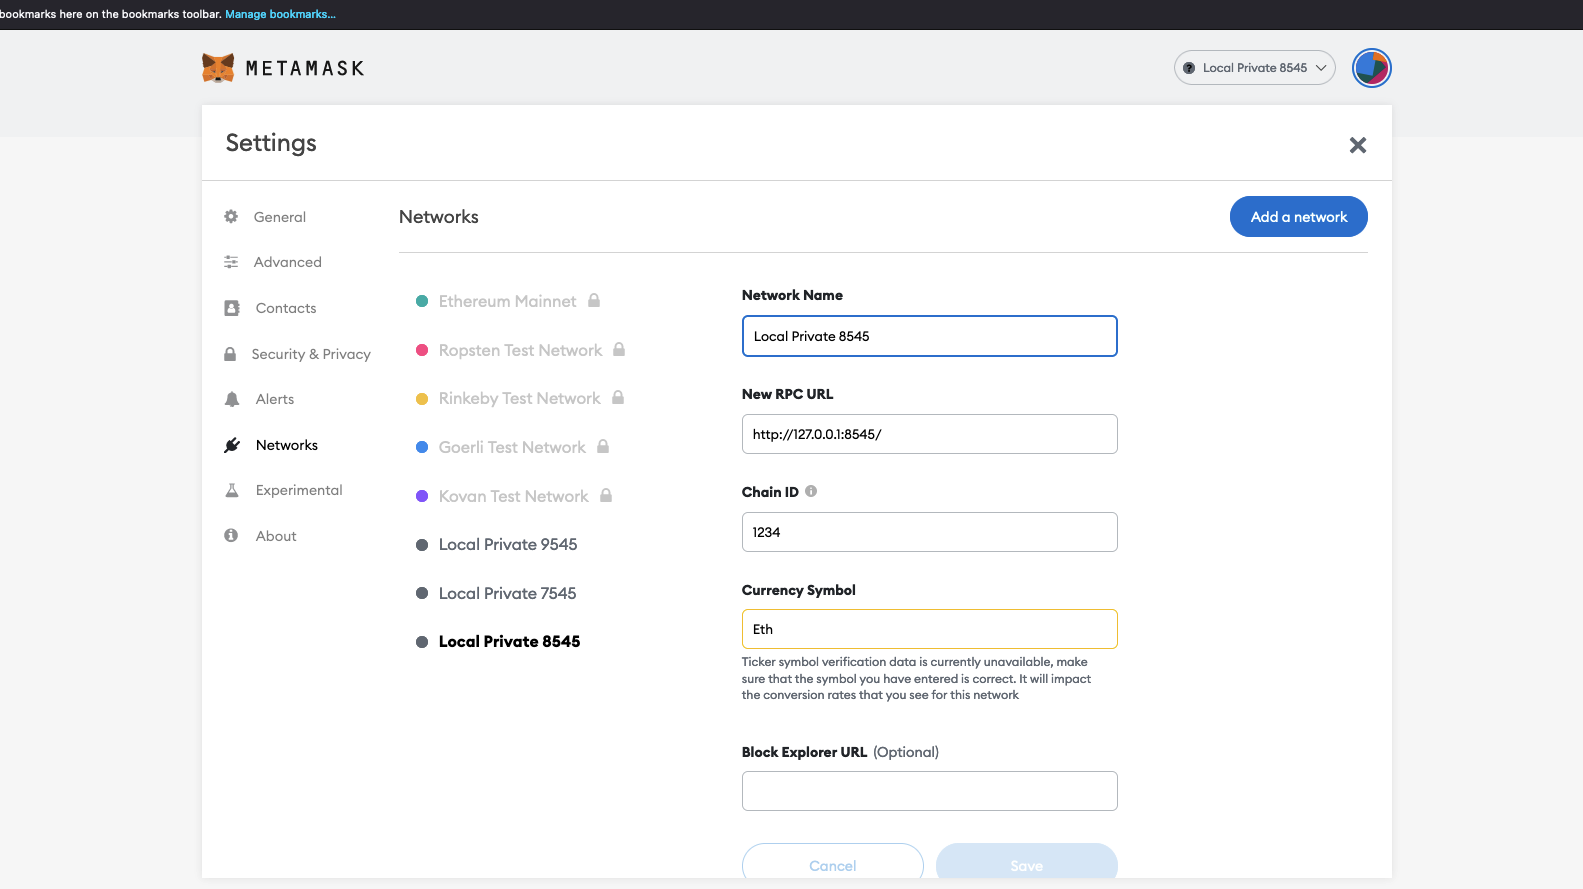 bookmarks here on the bookmarks toolbar. Manage bookmarks...
METAMASK
Local Private 8545
Settings
General
Advanced
Contacts
Security & Privacy
Alerts
Networks
Experimental
About
Networks
Add a network
Ethereum Mainnet
Ropsten Test Network
Rinkeby Test Network
Goerli Test Network
Kovan Test Network
Local Private 9545
Local Private 7545
Local Private 8545
Network Name
Local Private 8545
New RPC URL
http://127.0.0.1:8545/
Chain ID
1234
Currency Symbol
Eth
Ticker symbol verification data is currently unavailable, make
sure that the symbol you have entered is correct. It will impact
the conversion rates that you see for this network
Block Explorer URL (Optional)
Cancel
Save